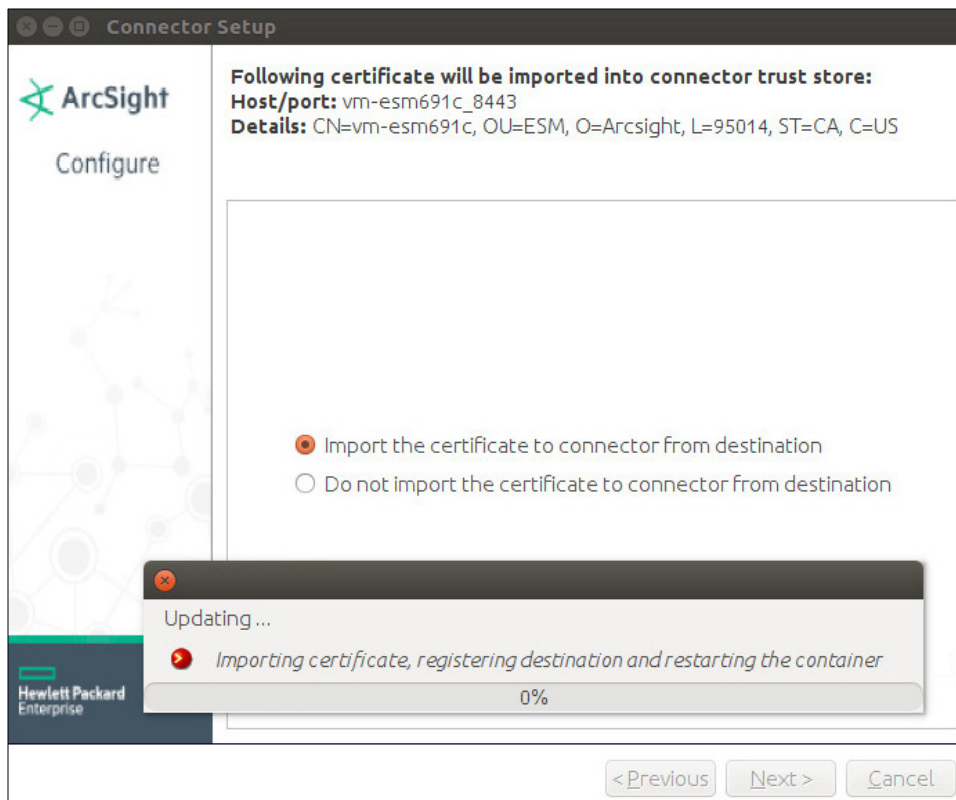 Connector Setup
ArcSight
Configure
Following certificate will be imported into connector trust store:
Host/port: vm-esm691c_8443
Details: CN=vm-esm691c, OU=ESM, O=Arcsight, L=95014, ST=CA, C=US
Import the certificate to connector from destination
Do not import the certificate to connector from destination
Updating ...
Importing certificate, registering destination and restarting the container
0%
Hewlett Packard
Enterprise
< Previous
Next >
Cancel